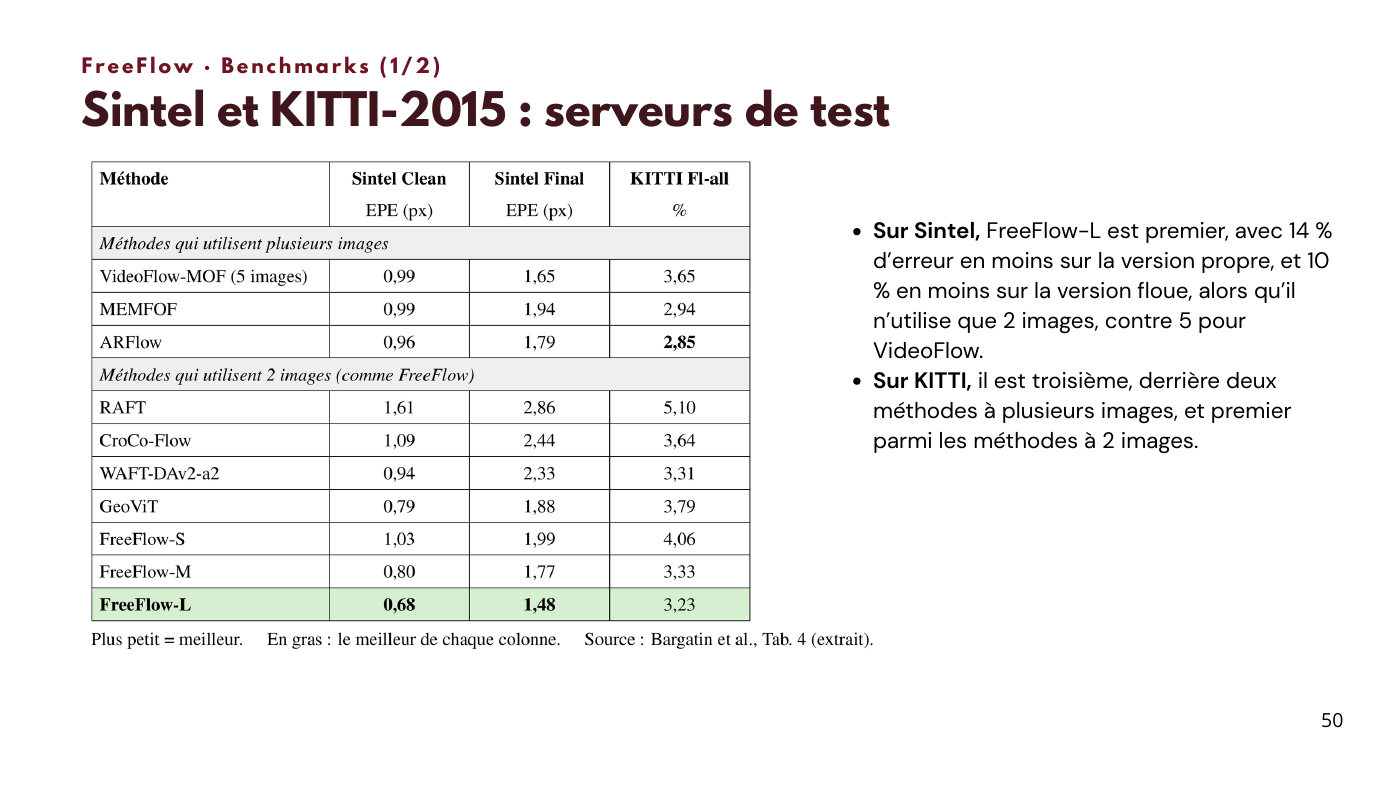 FreeFlow · Benchmarks (1/2)
Sintel et KITTI-2015 : serveurs de test
Méthode Sintel Clean Sintel Final KITTI Fl-all
EPE (px) EPE (px) %
Méthodes qui utilisent plusieurs images
VideoFlow-MOF (5 images) 0,99 1,65 3,65
MEMFOF 0,99 1,94 2,94
ARFlow 0,96 1,79 2,85
Méthodes qui utilisent 2 images (comme FreeFlow)
RAFT 1,61 2,86 5,10
CroCo-Flow 1,09 2,44 3,64
WAFT-DAv2-a2 0,94 2,33 3,31
GeoViT 0,79 1,88 3,79
FreeFlow-S 1,03 1,99 4,06
FreeFlow-M 0,80 1,77 3,33
FreeFlow-L 0,68 1,48 3,23
Plus petit = meilleur. En gras : le meilleur de chaque colonne. Source : Bargatin et al., Tab. 4 (extrait).
• Sur Sintel, FreeFlow-L est premier, avec 14 %
d’erreur en moins sur la version propre, et 10
% en moins sur la version floue, alors qu’il
n’utilise que 2 images, contre 5 pour
VideoFlow.
• Sur KITTI, il est troisième, derrière deux
méthodes à plusieurs images, et premier
parmi les méthodes à 2 images.
50